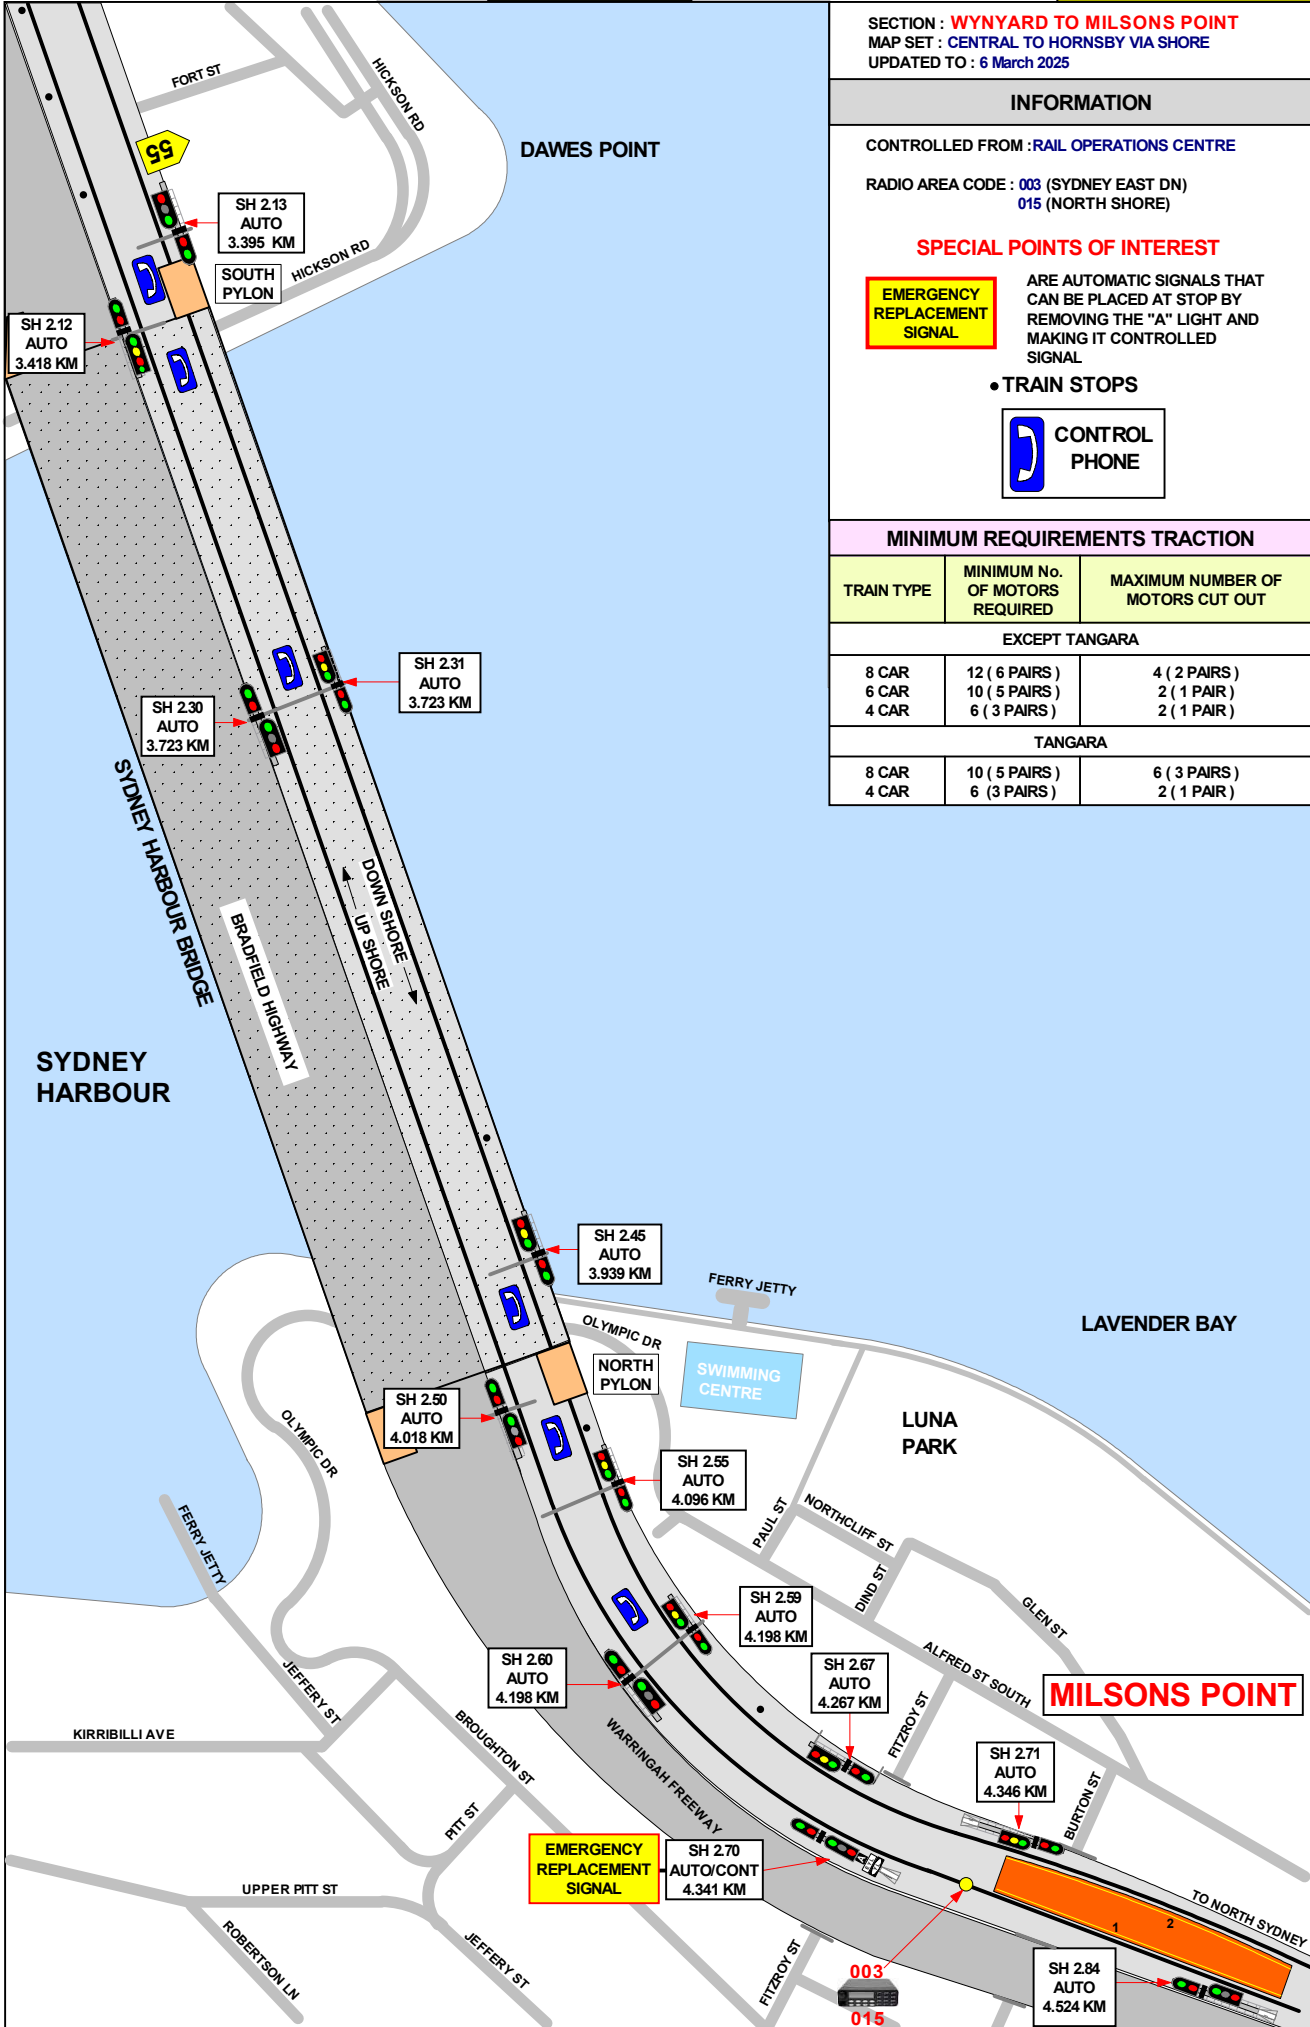 SECTION : WYNYARD TO MILSONS POINT
MAP SET : CENTRAL TO HORNSBY VIA SHORE
UPDATED TO : 6 March 2025
INFORMATION
CONTROLLED FROM : RAIL OPERATIONS CENTRE
RADIO AREA CODE : 003 (SYDNEY EAST DN)
015 (NORTH SHORE)
SPECIAL POINTS OF INTEREST
EMERGENCY
REPLACEMENT
SIGNAL
ARE AUTOMATIC SIGNALS THAT
CAN BE PLACED AT STOP BY
REMOVING THE "A" LIGHT AND
MAKING IT CONTROLLED
SIGNAL
•TRAIN STOPS
CONTROL
PHONE
MINIMUM REQUIREMENTS TRACTION
TRAIN TYPE
MINIMUM No.
OF MOTORS
REQUIRED
MAXIMUM NUMBER OF
MOTORS CUT OUT
EXCEPT TANGARA
8 CAR 12 ( 6 PAIRS ) 4 ( 2 PAIRS )
6 CAR 10 ( 5 PAIRS ) 2 ( 1 PAIR )
4 CAR 6 ( 3 PAIRS ) 2 ( 1 PAIR )
TANGARA
8 CAR 10 ( 5 PAIRS ) 6 ( 3 PAIRS )
4 CAR 6 (3 PAIRS ) 2 ( 1 PAIR )
FORT ST
HICKSON RD
DAWES POINT
55
SH 2.13
AUTO
3.395 KM
SOUTH
PYLON
HICKSON RD
SH 2.12
AUTO
3.418 KM
SH 2.31
AUTO
3.723 KM
SH 2.30
AUTO
3.723 KM
SYDNEY HARBOUR BRIDGE
BRADFIELD HIGHWAY
DOWN SHORE
UP SHORE
SYDNEY
HARBOUR
SH 2.45
AUTO
3.939 KM
FERRY JETTY
LAVENDER BAY
OLYMPIC DR
NORTH
PYLON
SWIMMING
CENTRE
SH 2.50
AUTO
4.018 KM
LUNA
PARK
OLYMPIC DR
SH 2.55
AUTO
4.096 KM
PAUL ST
NORTHCLIFF ST
DIND ST
GLEN ST
FERRY JETTY
SH 2.59
AUTO
4.198 KM
SH 2.60
AUTO
4.198 KM
SH 2.67
AUTO
4.267 KM
ALFRED ST SOUTH
MILSONS POINT
FITZROY ST
JEFFERY ST
KIRRIBILLI AVE
BROUGHTON ST
WARRINGAH FREEWAY
SH 2.71
AUTO
4.346 KM
BURTON ST
PITT ST
EMERGENCY
REPLACEMENT
SIGNAL
SH 2.70
AUTO/CONT
4.341 KM
A
UPPER PITT ST
TO NORTH SYDNEY
1
2
ROBERTSON LN
JEFFERY ST
FITZROY ST
003
015
SH 2.84
AUTO
4.524 KM